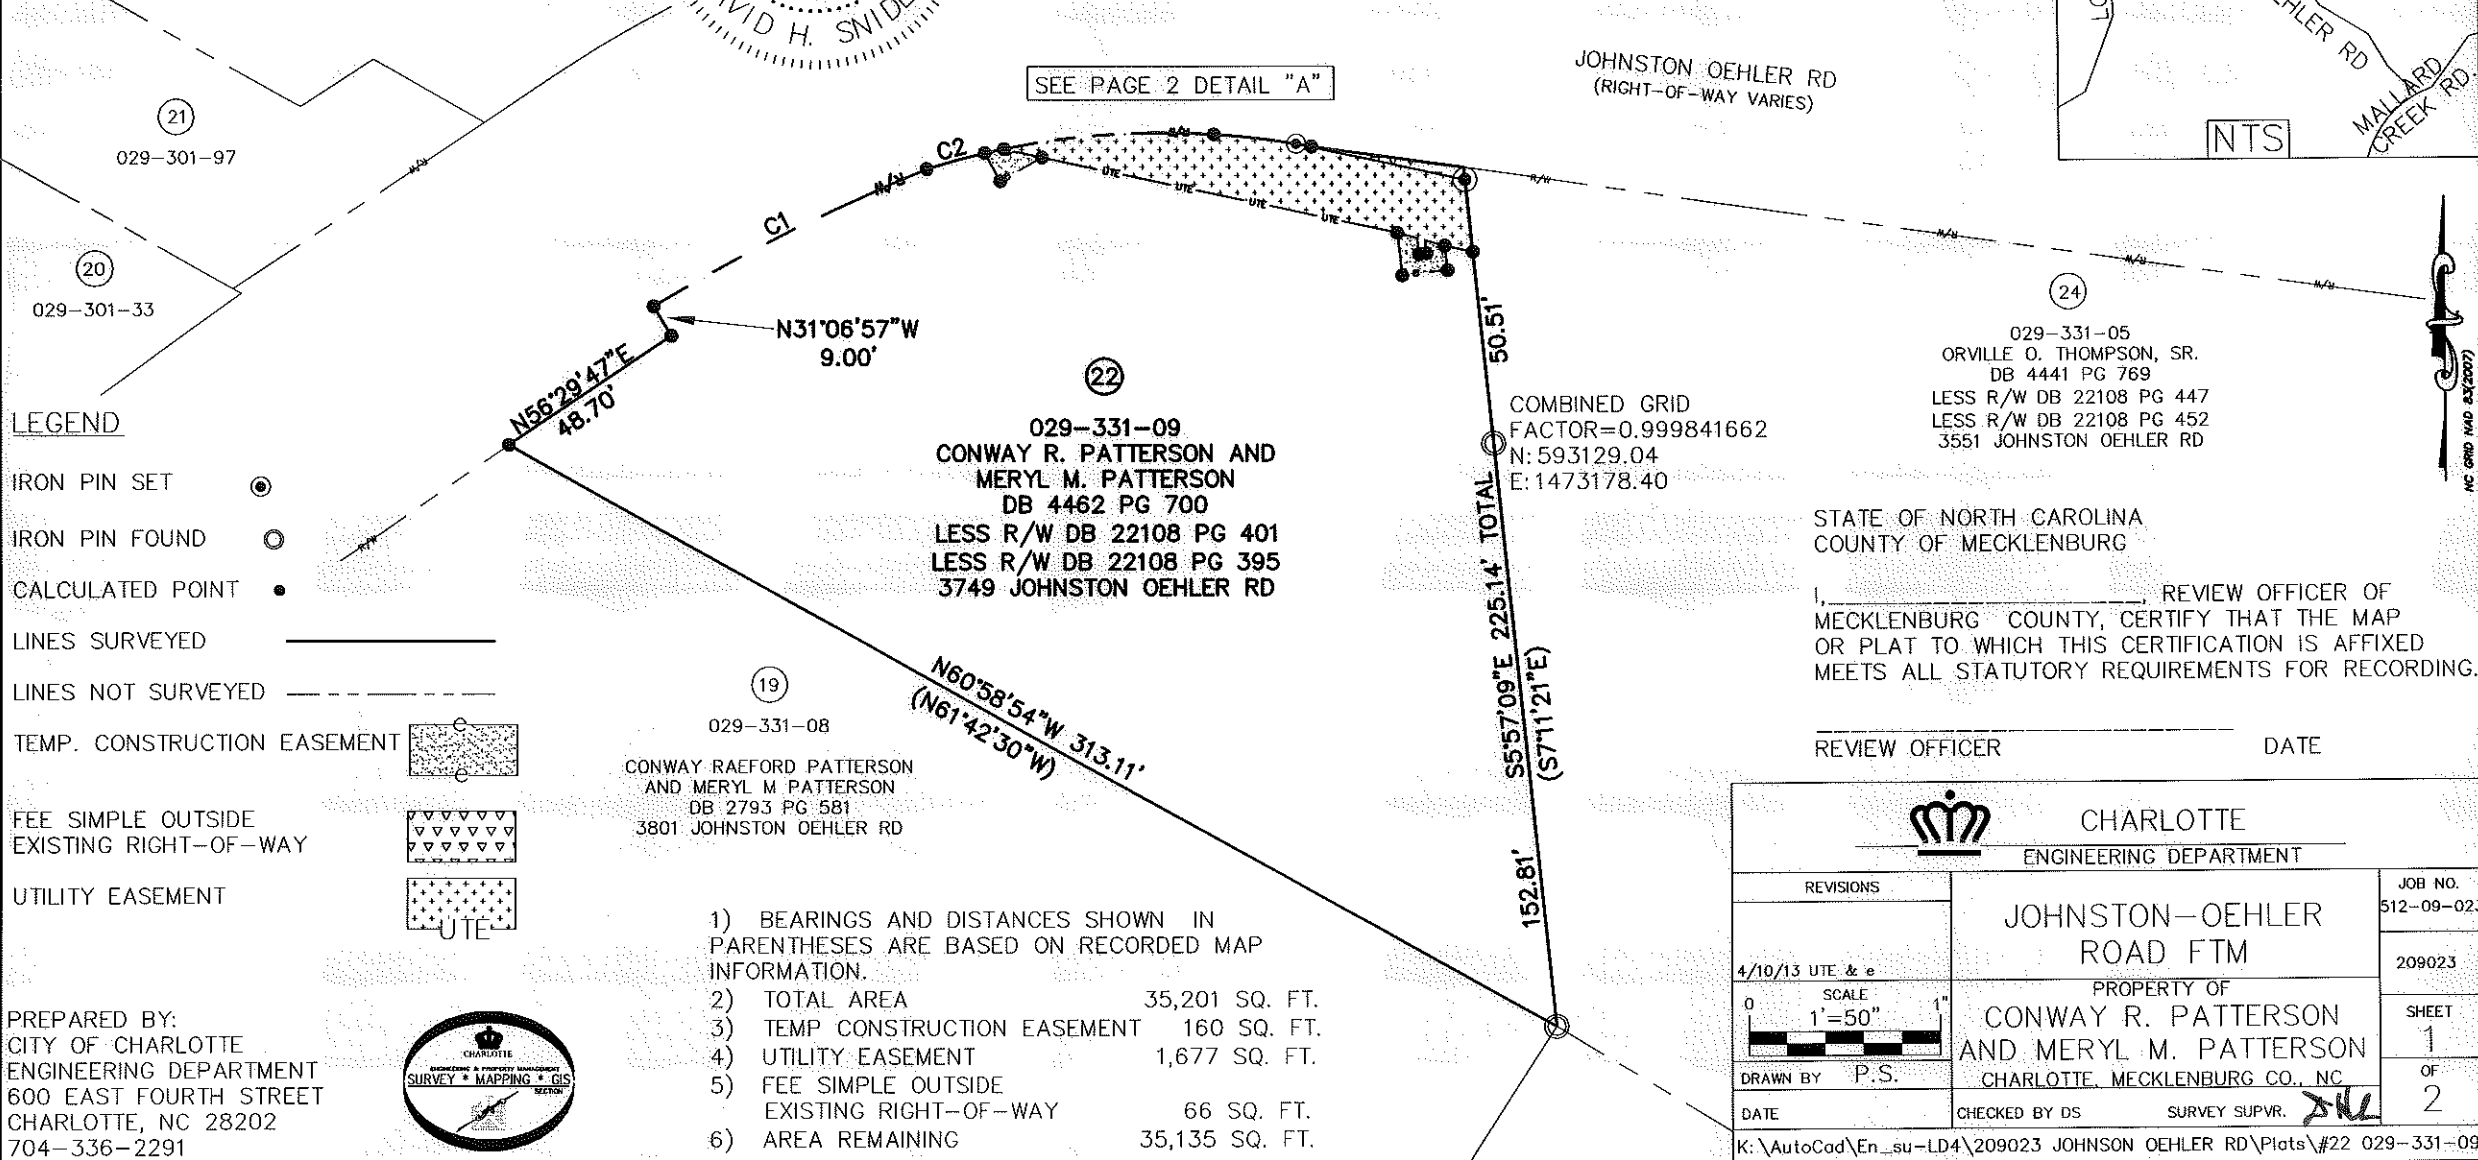 H. SNIDE
SEE PAGE 2 DETAIL "A"
JOHNSTON OEHLER RD
(RIGHT-OF-WAY VARIES)
EHLER RD
MALLARD
CREEK RD.
NTS
21
029-301-97
20
029-301-33
C2
C1
R/W
R/W
R/W
R/W
R/W
R/W
R/W
R/W
UTE
UTE
UTE
UTE
N31°06'57"W
9.00'
N56°29'47"E
48.70'
50.51'
22
029-331-09
CONWAY R. PATTERSON AND
MERYL M. PATTERSON
DB 4462 PG 700
LESS R/W DB 22108 PG 401
LESS R/W DB 22108 PG 395
3749 JOHNSTON OEHLER RD
COMBINED GRID
FACTOR=0.999841662
N: 593129.04
E: 1473178.40
24
029-331-05
ORVILLE O. THOMPSON, SR.
DB 4441 PG 769
LESS R/W DB 22108 PG 447
LESS R/W DB 22108 PG 452
3551 JOHNSTON OEHLER RD
NC GRID NAD 83(2007)
S5°57'09"E 225.14' TOTAL
(S7°11'21"E)
152.81'
N60°58'54"W 313.11'
(N61°42'30"W)
19
029-331-08
CONWAY RAEFORD PATTERSON
AND MERYL M PATTERSON
DB 2793 PG 581
3801 JOHNSTON OEHLER RD
LEGEND
IRON PIN SET
IRON PIN FOUND
CALCULATED POINT
LINES SURVEYED
LINES NOT SURVEYED
TEMP. CONSTRUCTION EASEMENT
e
e
FEE SIMPLE OUTSIDE
EXISTING RIGHT-OF-WAY
UTILITY EASEMENT
UTE
STATE OF NORTH CAROLINA
COUNTY OF MECKLENBURG
I,____________________, REVIEW OFFICER OF
MECKLENBURG COUNTY, CERTIFY THAT THE MAP
OR PLAT TO WHICH THIS CERTIFICATION IS AFFIXED
MEETS ALL STATUTORY REQUIREMENTS FOR RECORDING.
REVIEW OFFICER DATE
1) BEARINGS AND DISTANCES SHOWN IN
PARENTHESES ARE BASED ON RECORDED MAP
INFORMATION.
2) TOTAL AREA 35,201 SQ. FT.
3) TEMP CONSTRUCTION EASEMENT 160 SQ. FT.
4) UTILITY EASEMENT 1,677 SQ. FT.
5) FEE SIMPLE OUTSIDE
EXISTING RIGHT-OF-WAY 66 SQ. FT.
6) AREA REMAINING 35,135 SQ. FT.
PREPARED BY:
CITY OF CHARLOTTE
ENGINEERING DEPARTMENT
600 EAST FOURTH STREET
CHARLOTTE, NC 28202
704-336-2291
CHARLOTTE
ENGINEERING & PROPERTY MANAGEMENT
SURVEY * MAPPING * GIS
SECTION
CHARLOTTE
ENGINEERING DEPARTMENT
REVISIONS
4/10/13 UTE & e
JOHNSTON-OEHLER
ROAD FTM
JOB NO.
512-09-023
209023
0 SCALE 1"
1'=50"
PROPERTY OF
CONWAY R. PATTERSON
AND MERYL M. PATTERSON
CHARLOTTE, MECKLENBURG CO., NC
SHEET
1
OF
2
DRAWN BY P.S.
DATE
CHECKED BY DS SURVEY SUPVR.
K:\AutoCad\En_su-LD4\209023 JOHNSON OEHLER RD\Plats\#22 029-331-09